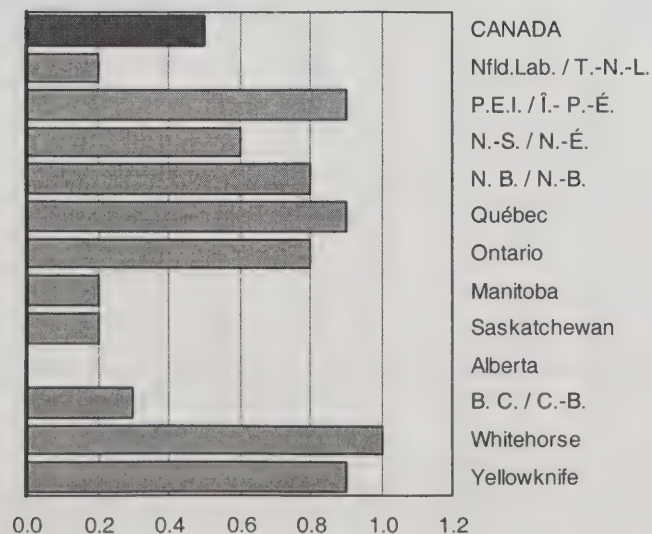 CANADA
Nfld.Lab. / T.-N.-L.
P.E.I. / Î.- P.-É.
N.-S. / N.-É.
N. B. / N.-B.
Québec
Ontario
Manitoba
Saskatchewan
Alberta
B. C. / C.-B.
Whitehorse
Yellowknife
0.0 0.2 0.4 0.6 0.8 1.0 1.2